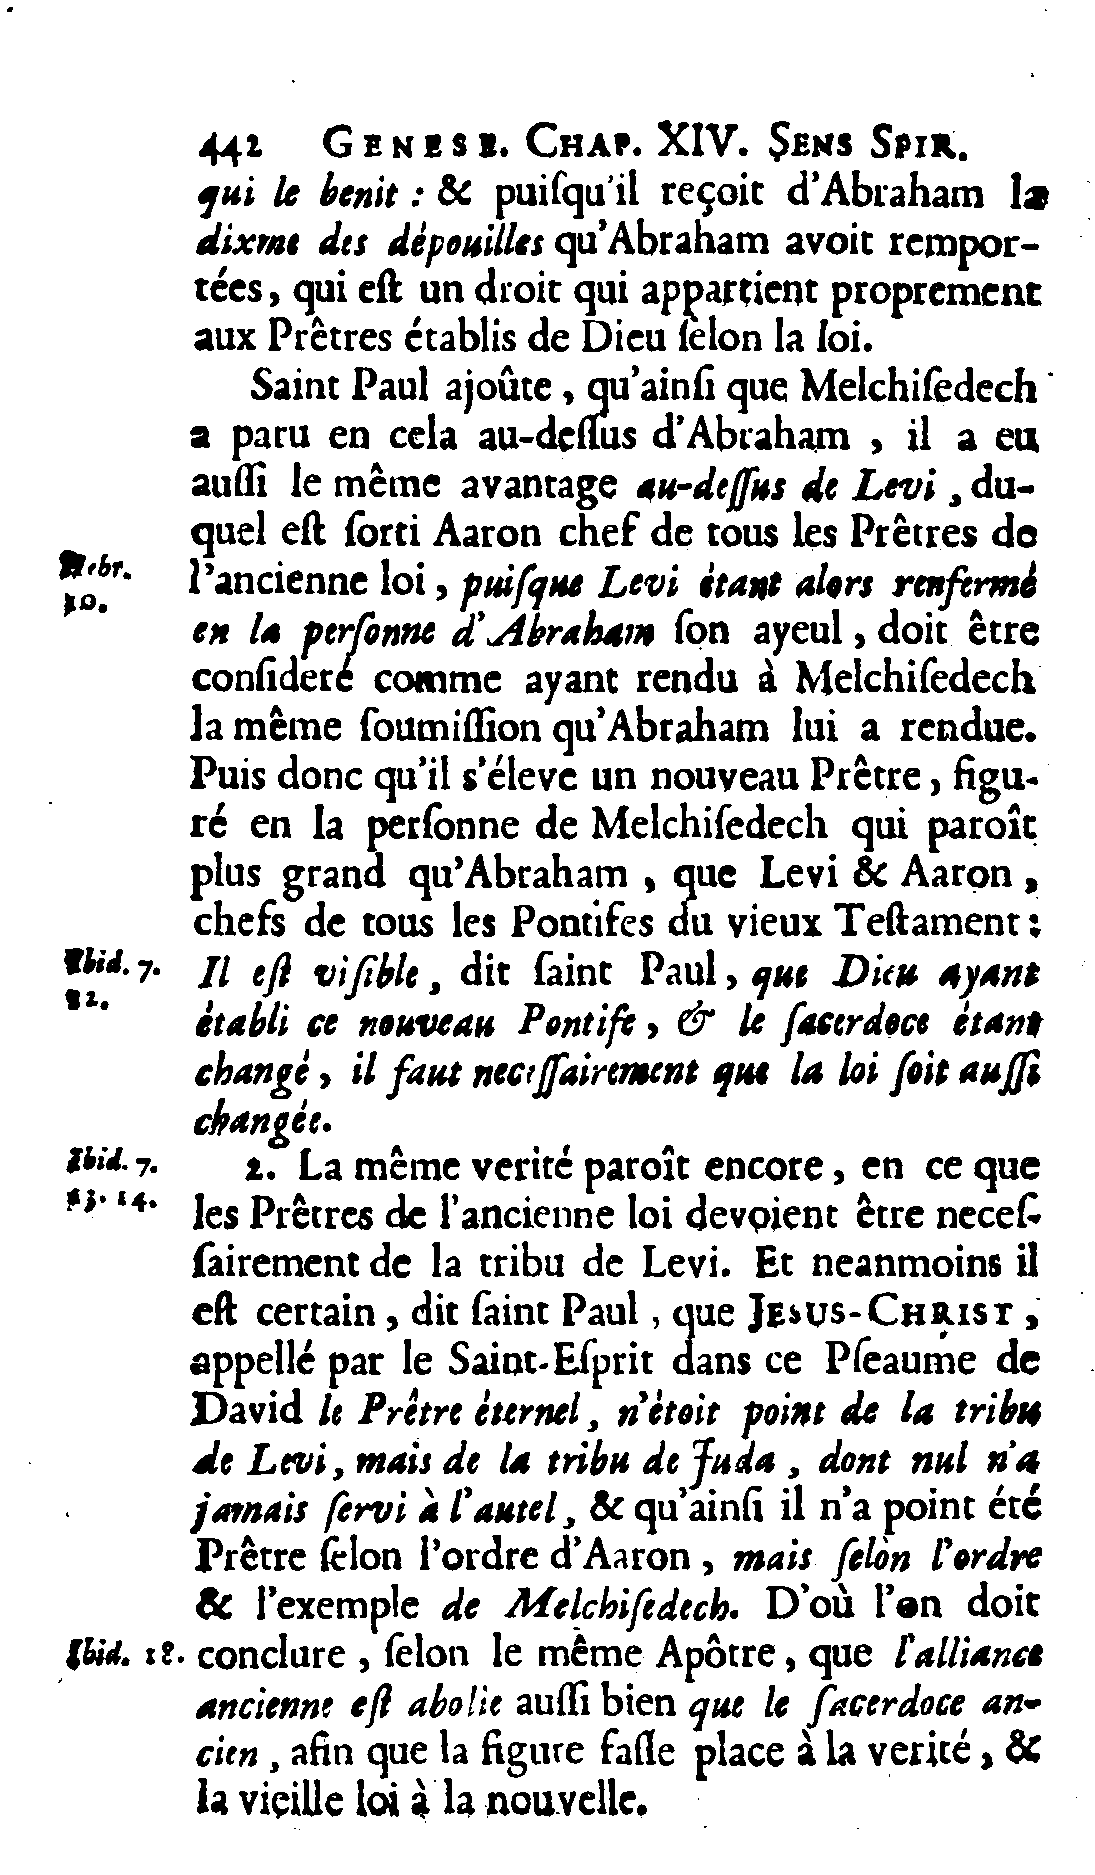 442 GENESE. CHAP. XIV. SENS SPIR.
qui le benit : & puiſqu'il reçoit d'Abraham la
dixme des dépouilles qu'Abraham avoit rempor-
tées, qui eſt un droit qui appartient proprement
aux Prêtres établis de Dieu ſelon la loi.
Saint Paul ajoûte, qu'ainſi que Melchiſedech
a paru en cela au-deſſus d'Abraham, il a eu
auſſi le même avantage au-deſſus de Levi, du-
quel eſt ſorti Aaron chef de tous les Prêtres de
Hebr.
10.
l'ancienne loi, puiſque Levi étant alors renfermé
en la perſonne d'Abraham ſon ayeul, doit être
conſideré comme ayant rendu à Melchiſedech
la même ſoumiſſion qu'Abraham lui a rendue.
Puis donc qu'il s'éleve un nouveau Prêtre, figu-
ré en la perſonne de Melchiſedech qui paroît
plus grand qu'Abraham, que Levi & Aaron,
chefs de tous les Pontifes du vieux Teſtament :
Ibid. 7.
12.
Il eſt viſible, dit ſaint Paul, que Dieu ayant
établi ce nouveau Pontife, & le ſacerdoce étant
changé, il faut neceſſairement que la loi ſoit auſſi
changée.
Ibid. 7.
13. 14.
2. La même verité paroît encore, en ce que
les Prêtres de l'ancienne loi devoient être neceſ-
ſairement de la tribu de Levi. Et neanmoins il
eſt certain, dit ſaint Paul, que JESUS-CHRIST,
appellé par le Saint-Eſprit dans ce Pſeaume de
David le Prêtre éternel, n'étoit point de la tribu
de Levi, mais de la tribu de Juda, dont nul n'a
jamais ſervi à l'autel, & qu'ainſi il n'a point été
Prêtre ſelon l'ordre d'Aaron, mais ſelon l'ordre
& l'exemple de Melchiſedech. D'où l'on doit
Ibid. 18. conclure, ſelon le même Apôtre, que l'alliance
ancienne eſt abolie auſſi bien que le ſacerdoce an-
cien, afin que la figure faſſe place à la verité, &
la vieille loi à la nouvelle.